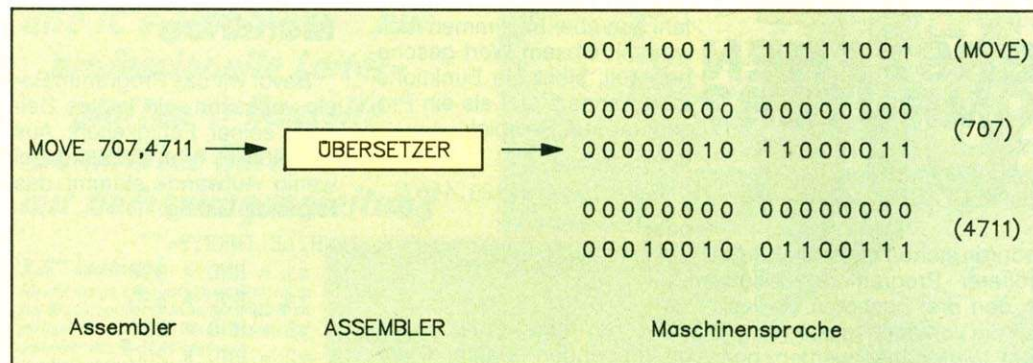 00110011 11111001 (MOVE)
00000000 00000000
(707)
MOVE 707,4711 ÜBERSETZER 00000010 11000011
00000000 00000000
(4711)
00010010 01100111
Assembler ASSEMBLER Maschinensprache